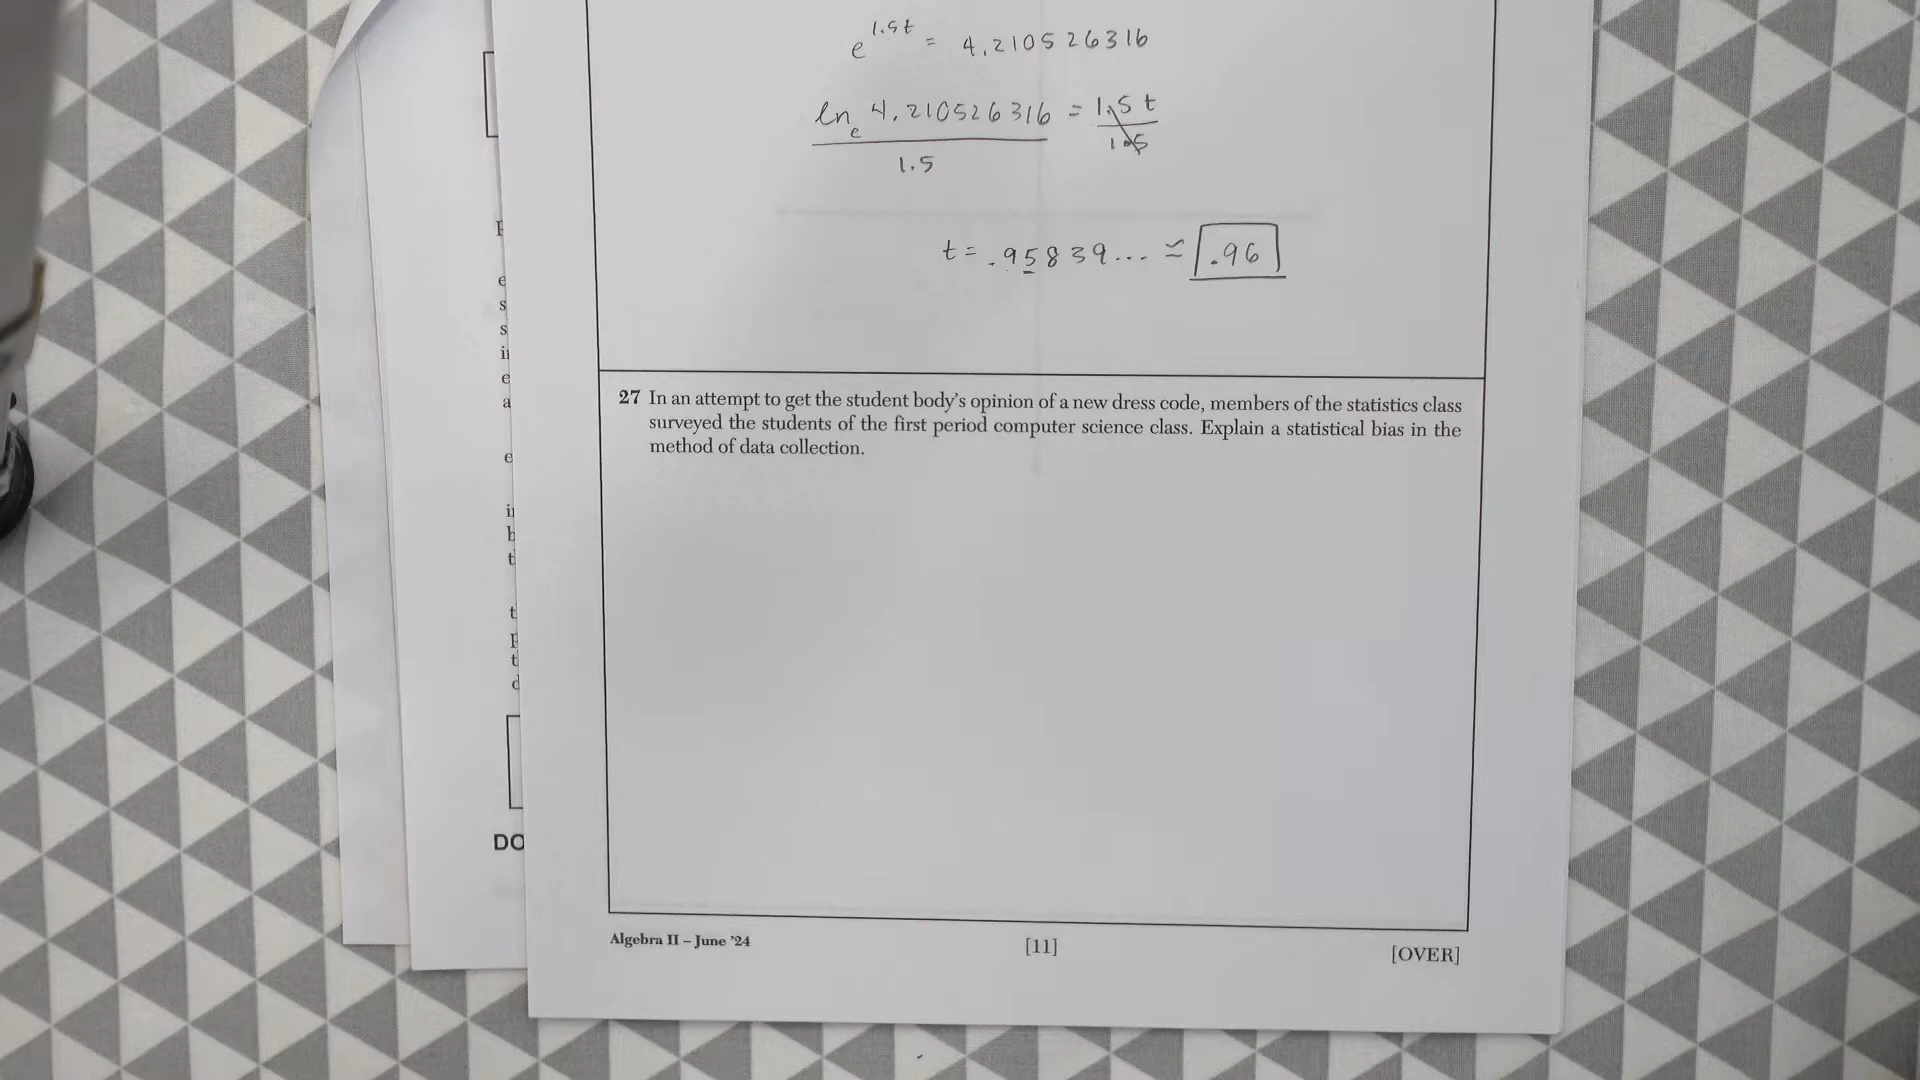 e^1.5t = 4.210526316
ln_e 4.210526316 = 1.5 t
1.5 1.5
t = .95839... ≈ .96
27 In an attempt to get the student body's opinion of a new dress code, members of the statistics class
surveyed the students of the first period computer science class. Explain a statistical bias in the
method of data collection.
DO
Algebra II – June '24 [11] [OVER]